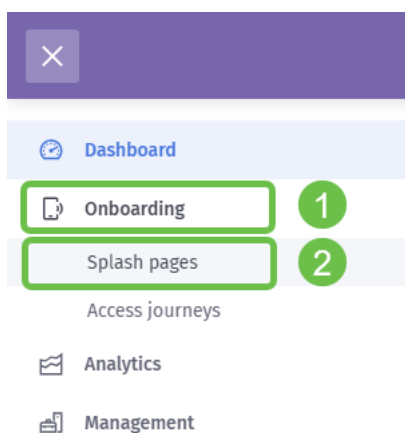 Dashboard
Onboarding 1
Splash pages 2
Access journeys
Analytics
Management